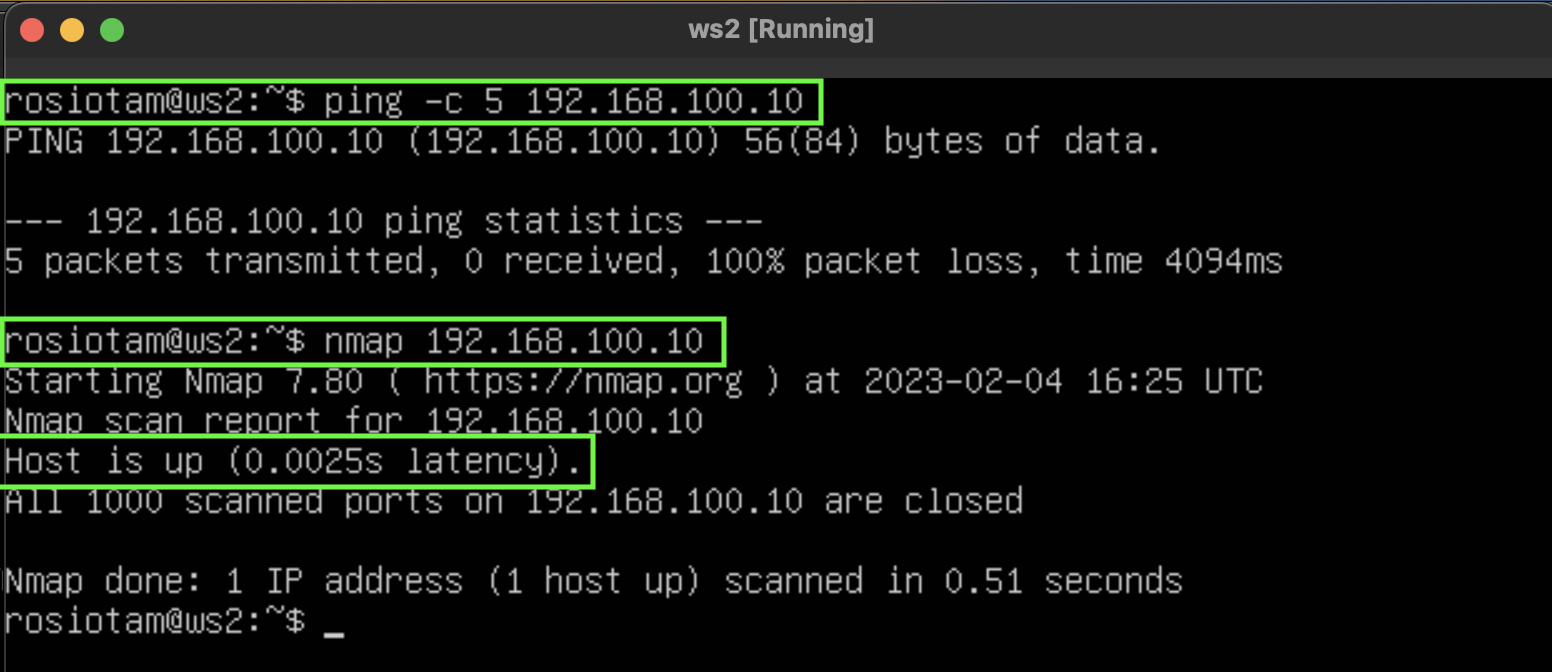 ws2 [Running]
rosiotam@ws2:~$ ping -c 5 192.168.100.10
PING 192.168.100.10 (192.168.100.10) 56(84) bytes of data.
--- 192.168.100.10 ping statistics ---
5 packets transmitted, 0 received, 100% packet loss, time 4094ms
rosiotam@ws2:~$ nmap 192.168.100.10
Starting Nmap 7.80 ( https://nmap.org ) at 2023-02-04 16:25 UTC
Nmap scan report for 192.168.100.10
Host is up (0.0025s latency).
All 1000 scanned ports on 192.168.100.10 are closed
Nmap done: 1 IP address (1 host up) scanned in 0.51 seconds
rosiotam@ws2:~$ _